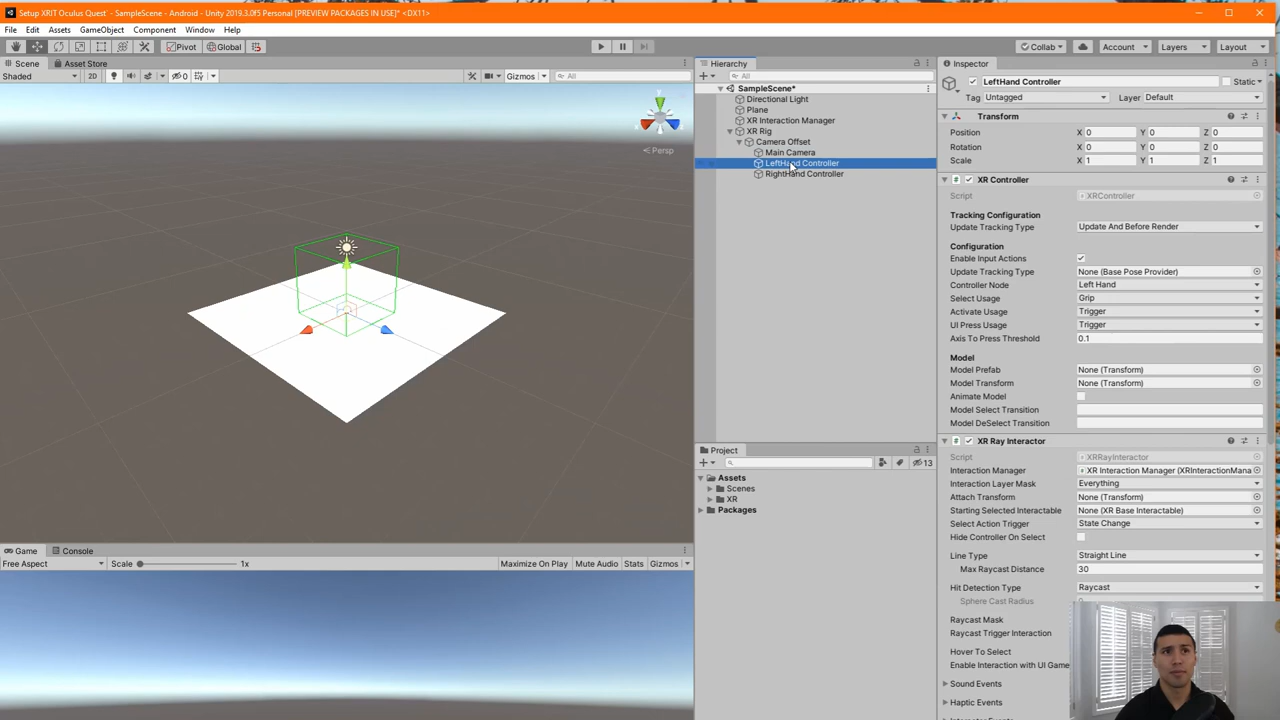 Setup XRIT Oculus Quest` - SampleScene - Android - Unity 2019.3.0f5 Personal [PREVIEW PACKAGES IN USE]* <DX11>
File Edit Assets GameObject Component Window Help
Pivot Global Collab Account Layers Layout
Scene Asset Store
Shaded 2D 0 Gizmos All
Persp
Game Console
Free Aspect Scale 1x Maximize On Play Mute Audio Stats Gizmos
Hierarchy
All
SampleScene*
Directional Light
Plane
XR Interaction Manager
XR Rig
Camera Offset
Main Camera
LeftHand Controller
RightHand Controller
Project
13
Assets
Scenes
XR
Packages
Inspector
LeftHand Controller Static
Tag Untagged Layer Default
Transform
Position X 0 Y 0 Z 0
Rotation X 0 Y 0 Z 0
Scale X 1 Y 1 Z 1
XR Controller
Script XRController
Tracking Configuration
Update Tracking Type Update And Before Render
Configuration
Enable Input Actions
Update Tracking Type None (Base Pose Provider)
Controller Node Left Hand
Select Usage Grip
Activate Usage Trigger
UI Press Usage Trigger
Axis To Press Threshold 0.1
Model
Model Prefab None (Transform)
Model Transform None (Transform)
Animate Model
Model Select Transition
Model DeSelect Transition
XR Ray Interactor
Script XRRayInteractor
Interaction Manager XR Interaction Manager (XRInteractionMana
Interaction Layer Mask Everything
Attach Transform None (Transform)
Starting Selected Interactable None (XR Base Interactable)
Select Action Trigger State Change
Hide Controller On Select
Line Type Straight Line
Max Raycast Distance 30
Hit Detection Type Raycast
Sphere Cast Radius
Raycast Mask
Raycast Trigger Interaction
Hover To Select
Enable Interaction with UI Game
Sound Events
Haptic Events